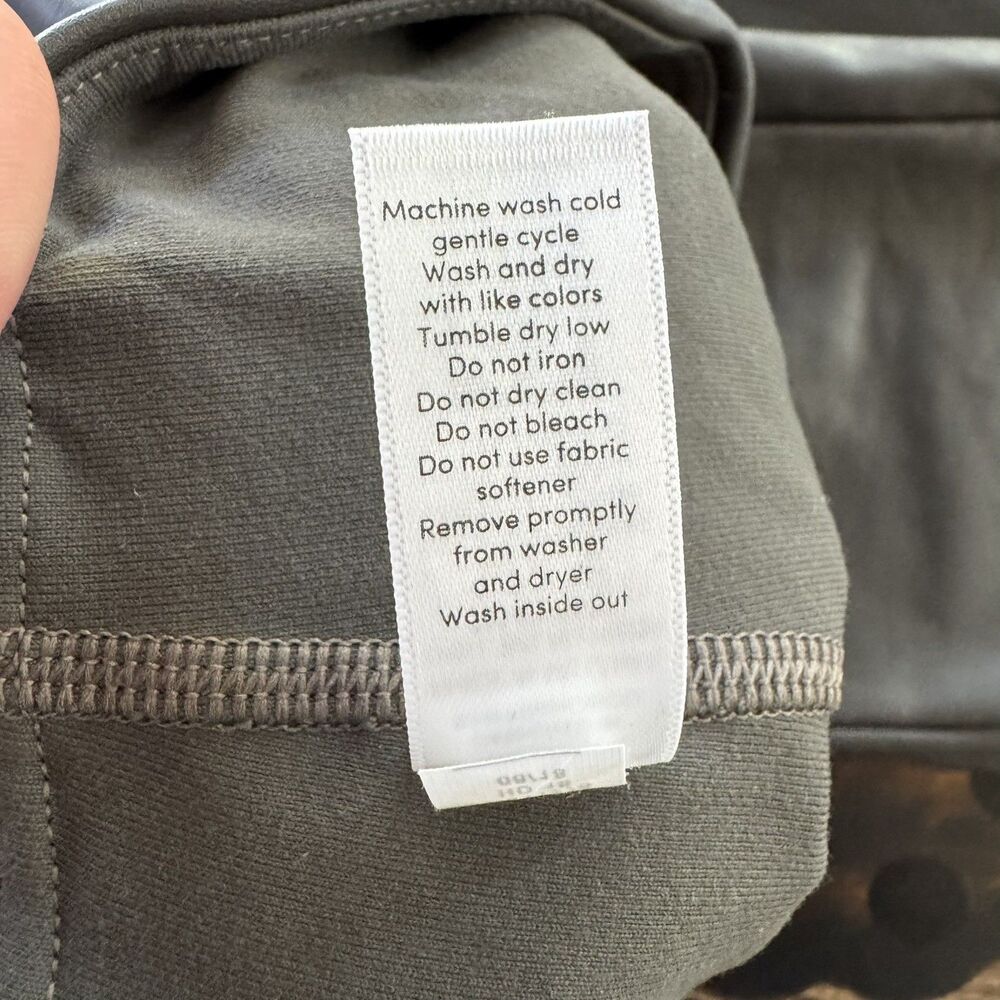 Machine wash cold
gentle cycle
Wash and dry
with like colors
Tumble dry low
Do not iron
Do not dry clean
Do not bleach
Do not use fabric
softener
Remove promptly
from washer
and dryer
Wash inside out